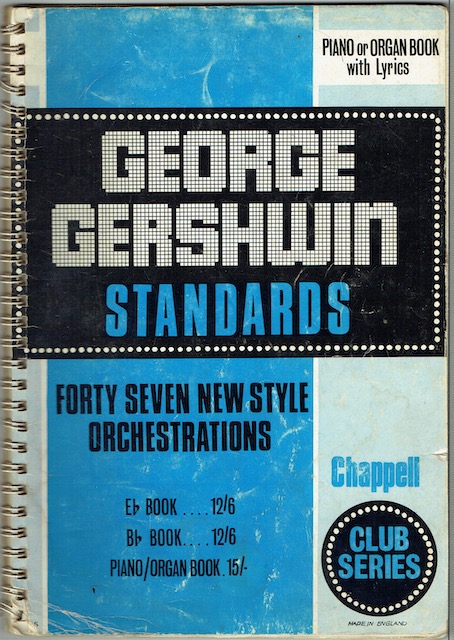 PIANO or ORGAN BOOK
with Lyrics
GEORGE
GERSHWIN
STANDARDS
FORTY SEVEN NEW STYLE
ORCHESTRATIONS
E♭ BOOK ....12/6
B♭ BOOK....12/6
PIANO/ORGAN BOOK.15/-
Chappell
CLUB
SERIES
MADE IN ENGLAND